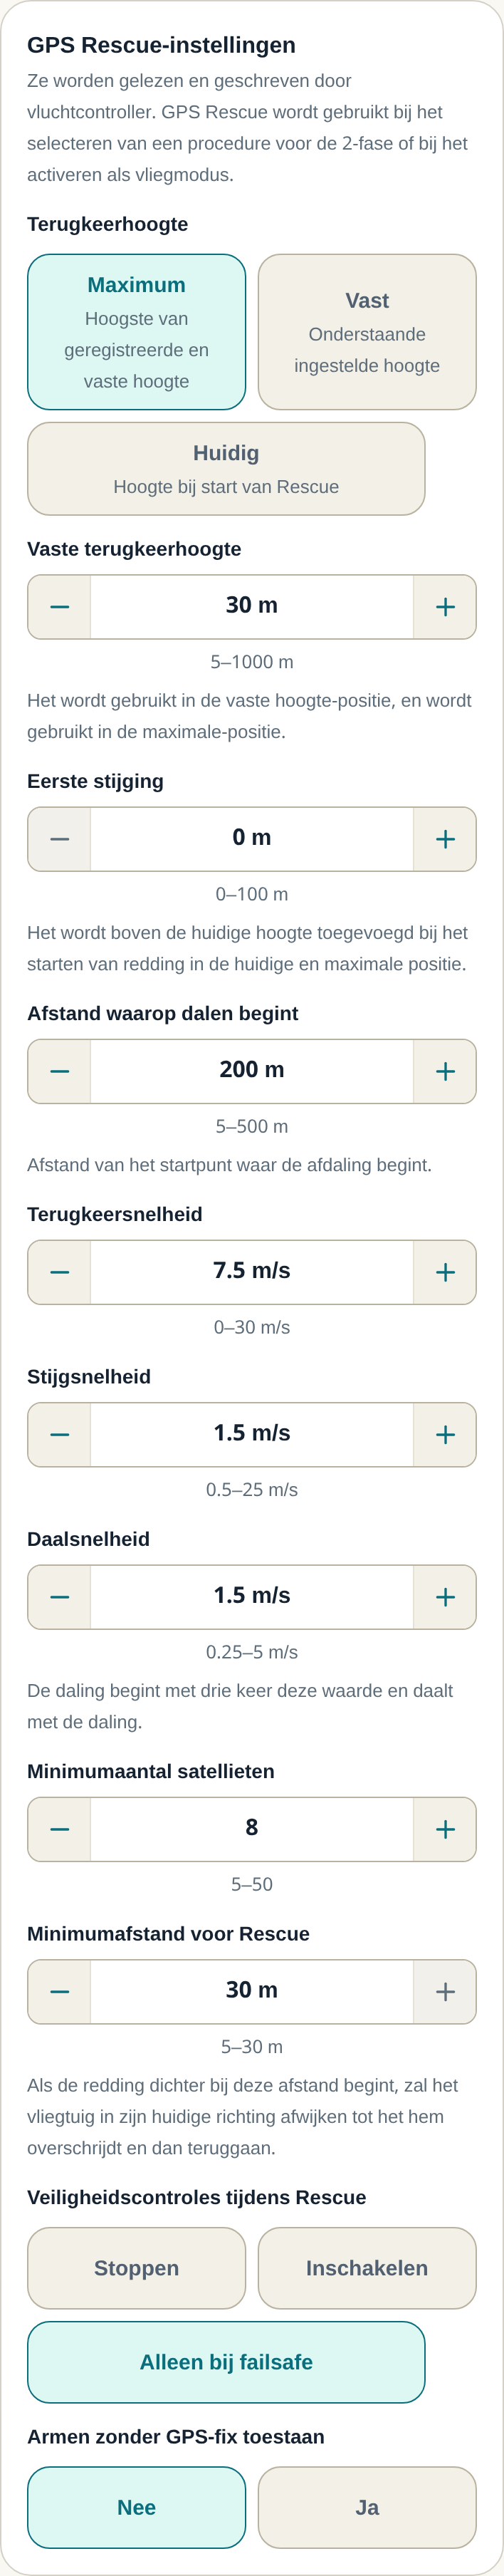 GPS Rescue-instellingen
Ze worden gelezen en geschreven door
vluchtcontroller. GPS Rescue wordt gebruikt bij het
selecteren van een procedure voor de 2-fase of bij het
activeren als vliegmodus.
Terugkeerhoogte
Maximum
Hoogste van
geregistreerde en
vaste hoogte
Vast
Onderstaande
ingestelde hoogte
Huidig
Hoogte bij start van Rescue
Vaste terugkeerhoogte
− 30 m +
5–1000 m
Het wordt gebruikt in de vaste hoogte-positie, en wordt
gebruikt in de maximale-positie.
Eerste stijging
− 0 m +
0–100 m
Het wordt boven de huidige hoogte toegevoegd bij het
starten van redding in de huidige en maximale positie.
Afstand waarop dalen begint
− 200 m +
5–500 m
Afstand van het startpunt waar de afdaling begint.
Terugkeersnelheid
− 7.5 m/s +
0–30 m/s
Stijgsnelheid
− 1.5 m/s +
0.5–25 m/s
Daalsnelheid
− 1.5 m/s +
0.25–5 m/s
De daling begint met drie keer deze waarde en daalt
met de daling.
Minimumaantal satellieten
− 8 +
5–50
Minimumafstand voor Rescue
− 30 m +
5–30 m
Als de redding dichter bij deze afstand begint, zal het
vliegtuig in zijn huidige richting afwijken tot het hem
overschrijdt en dan teruggaan.
Veiligheidscontroles tijdens Rescue
Stoppen
Inschakelen
Alleen bij failsafe
Armen zonder GPS-fix toestaan
Nee
Ja